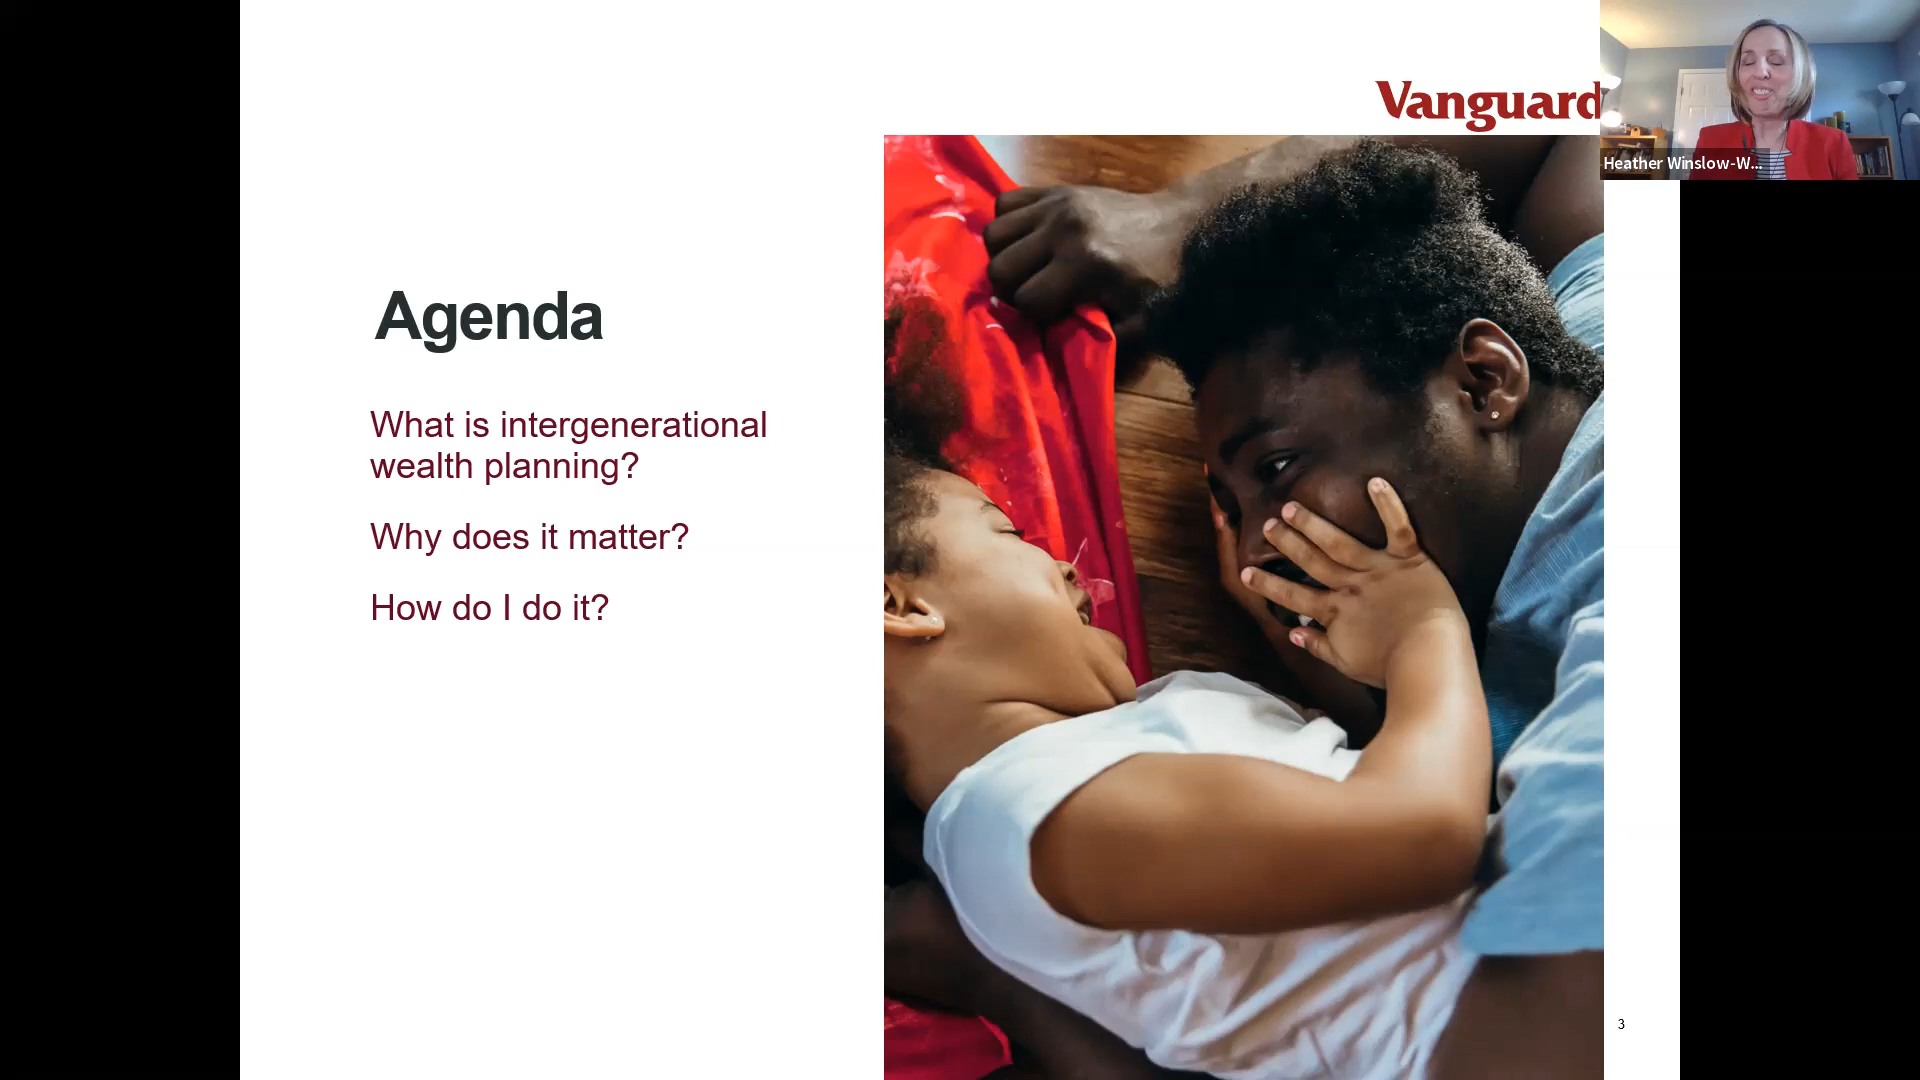 Vanguard
Heather Winslow-W...
Agenda
What is intergenerational
wealth planning?
Why does it matter?
How do I do it?
3